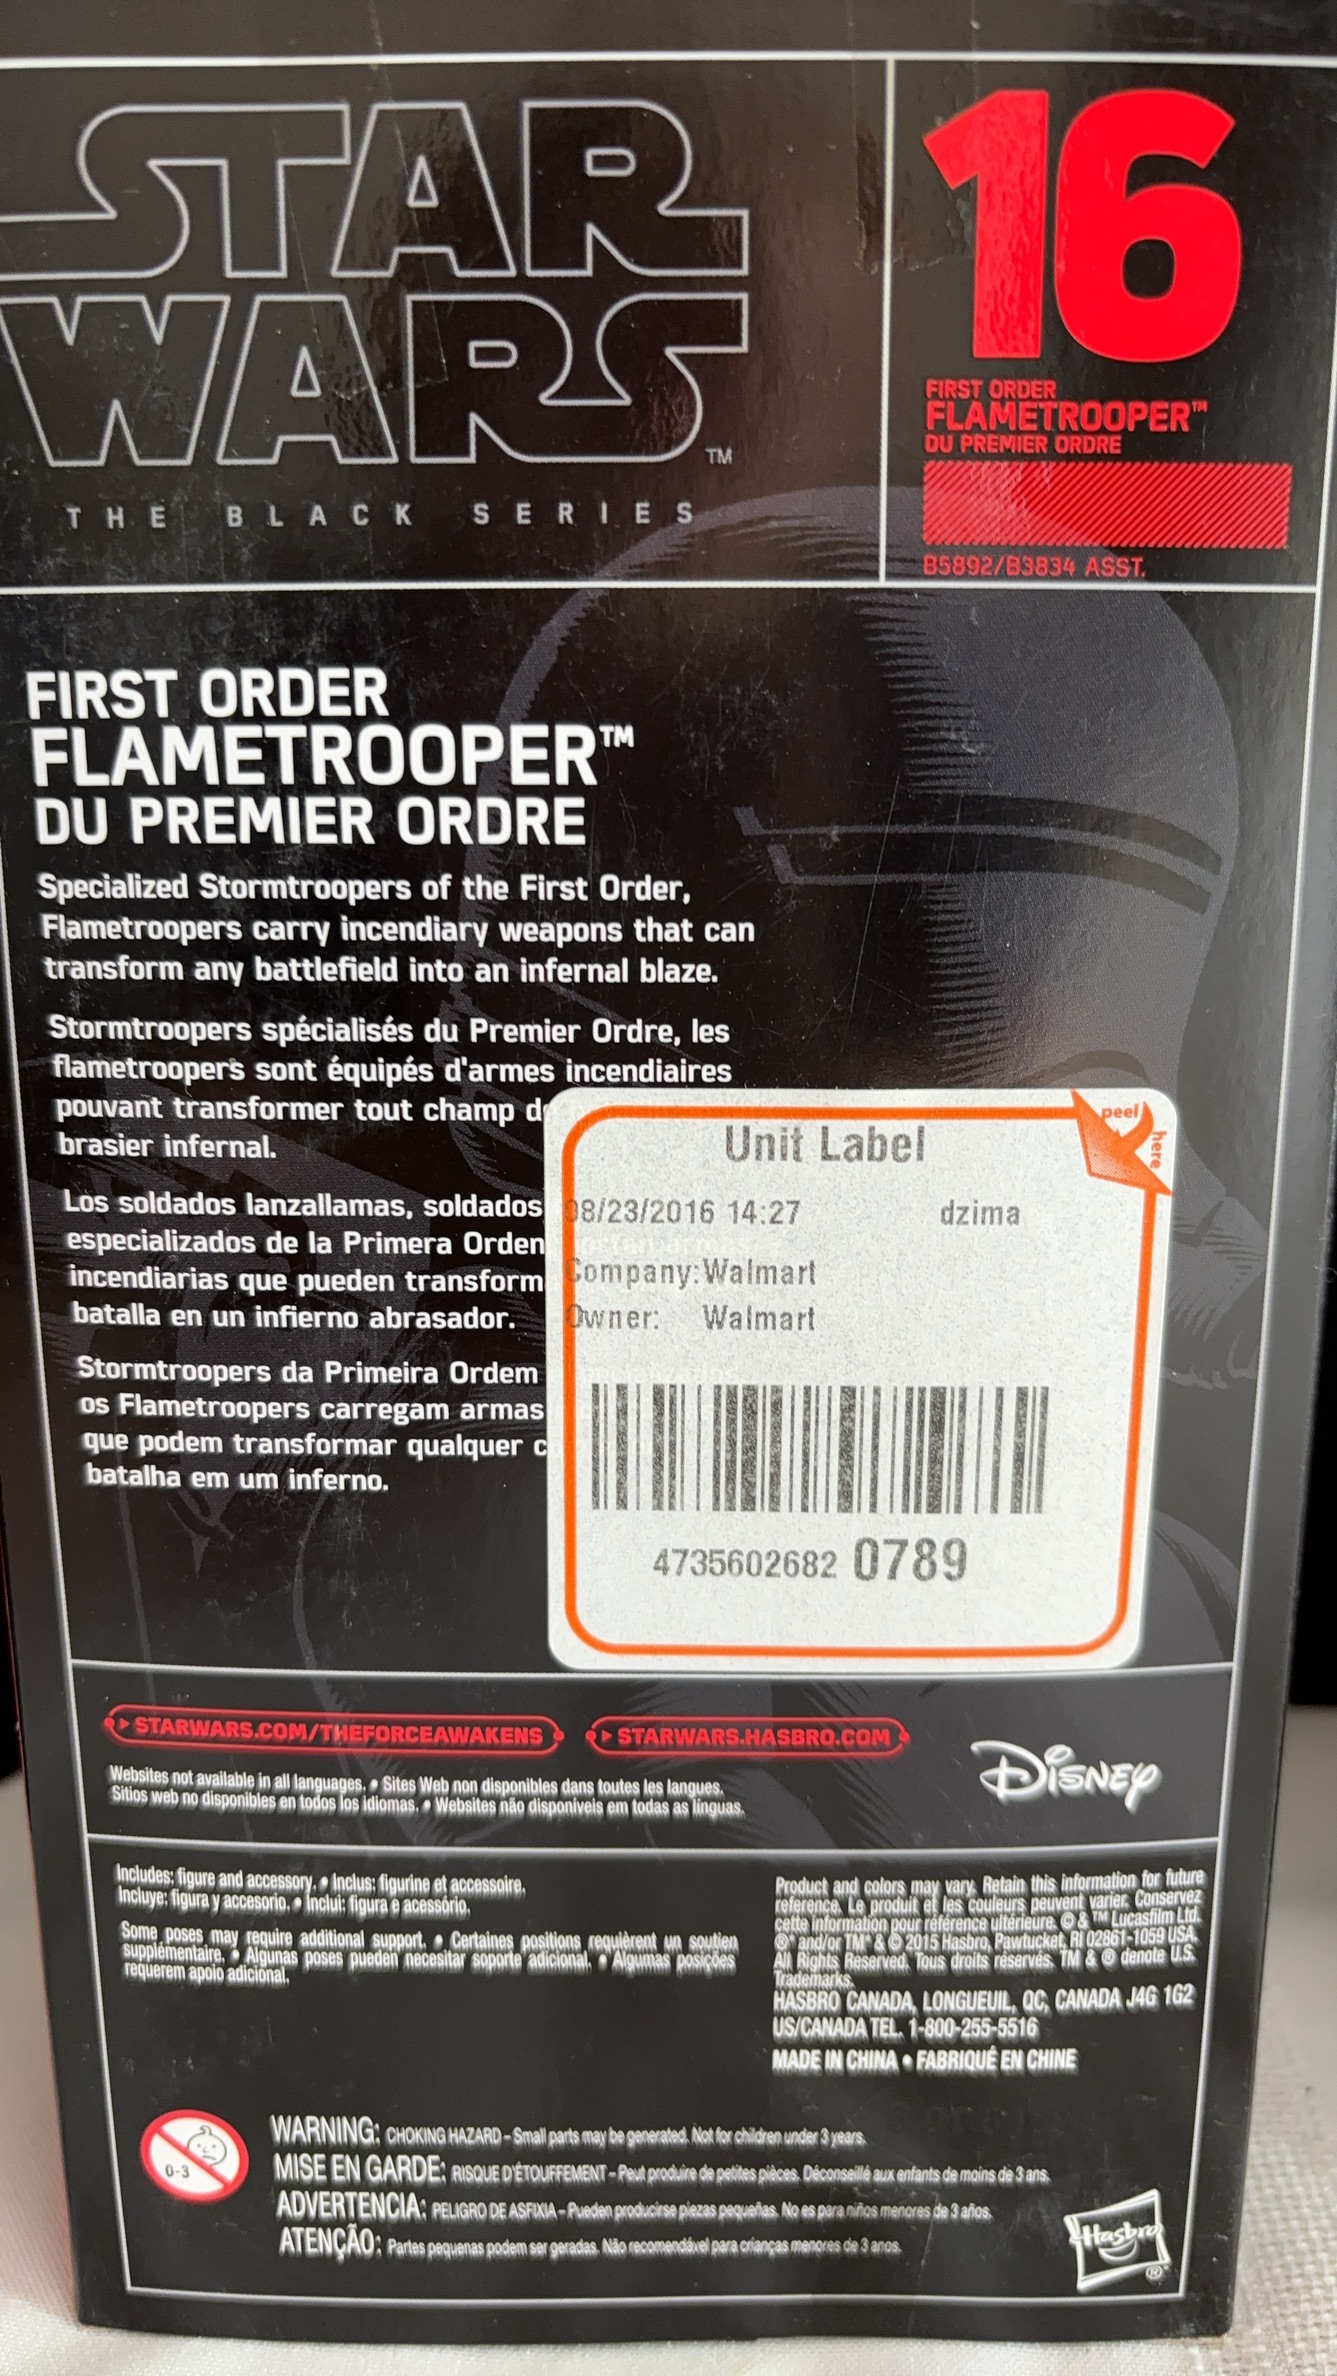 STAR
WARS
TM
THE BLACK SERIES
16
FIRST ORDER
FLAMETROOPER™
DU PREMIER ORDRE
B5892/B3834 ASST.
FIRST ORDER
FLAMETROOPER™
DU PREMIER ORDRE
Specialized Stormtroopers of the First Order,
Flametroopers carry incendiary weapons that can
transform any battlefield into an infernal blaze.
Stormtroopers spécialisés du Premier Ordre, les
flametroopers sont équipés d'armes incendiaires
pouvant transformer tout champ
brasier infernal.
Los soldados lanzallamas, soldados
especializados de la Primera Orden
incendiarias que pueden transform
batalla en un infierno abrasador.
Stormtroopers da Primeira Ordem
os Flametroopers carregam armas
que podem transformar qualquer c
batalha em um inferno.
peel
here
Unit Label
08/23/2016 14:27 dzima
Company: Walmart
Owner: Walmart
4735602682 0789
STARWARS.COM/THEFORCEAWAKENS
STARWARS.HASBRO.COM
Websites not available in all languages. • Sites Web non disponibles dans toutes les langues.
Sitios web no disponibles en todos los idiomas. • Websites não disponíveis em todas as línguas.
Disney
Includes: figure and accessory. • Inclus: figurine et accessoire.
Incluye: figura y accesorio. • Inclui: figura e acessório.
Some poses may require additional support. • Certaines positions requièrent un soutien
supplémentaire. • Algunas poses pueden necesitar soporte adicional. • Algumas posições
requerem apoio adicional.
Product and colors may vary. Retain this information for future
reference. Le produit et les couleurs peuvent varier. Conservez
cette information pour référence ultérieure. © & ™ Lucasfilm Ltd.
®* and/or TM* & © 2015 Hasbro, Pawtucket, RI 02861-1059 USA.
All Rights Reserved. Tous droits réservés. TM & ® denote U.S.
Trademarks.
HASBRO CANADA, LONGUEUIL, QC, CANADA J4G 1G2
US/CANADA TEL. 1-800-255-5516
MADE IN CHINA • FABRIQUÉ EN CHINE
0-3
WARNING: CHOKING HAZARD – Small parts may be generated. Not for children under 3 years.
MISE EN GARDE: RISQUE D'ÉTOUFFEMENT – Peut produire de petites pièces. Déconseillé aux enfants de moins de 3 ans.
ADVERTENCIA: PELIGRO DE ASFIXIA – Pueden producirse piezas pequeñas. No es para niños menores de 3 años.
ATENÇÃO: Partes pequenas podem ser geradas. Não recomendável para crianças menores de 3 anos.
Hasbro
®